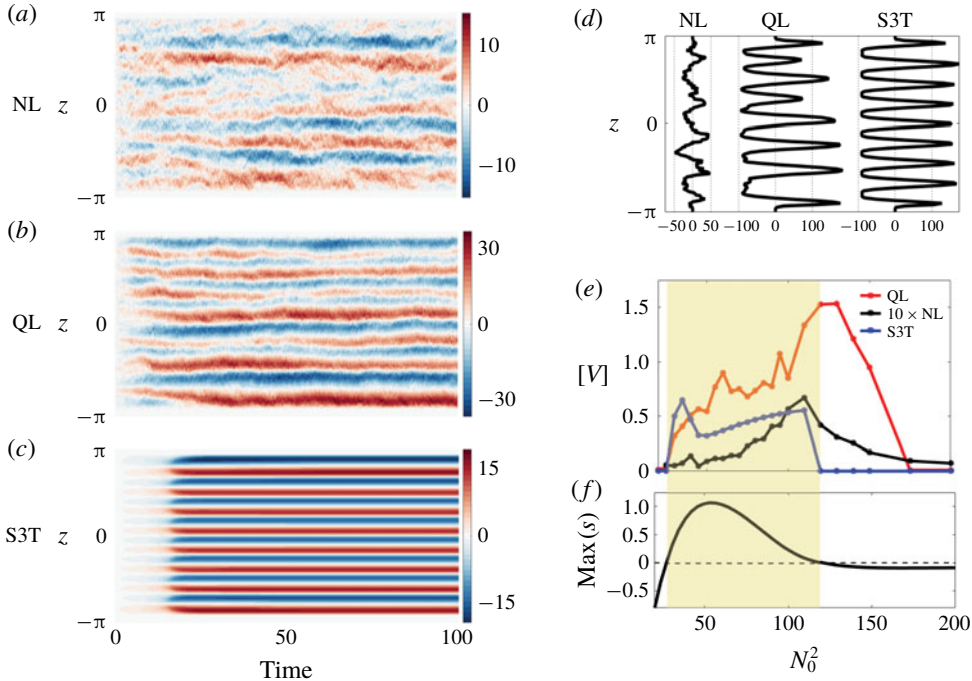 (a)
π
NL z 0
−π
10
0
−10
(b)
π
QL z 0
−π
30
0
−30
(c)
π
S3T z 0
−π
15
0
−15
0 50 100
Time
(d)
NL QL S3T
π
z 0
−π
−50 0 50 −100 0 100 −100 0 100
(e)
QL
10 × NL
S3T
[V]
1.5
1.0
0.5
0
(f)
Max(s)
1.0
0.5
0
−0.5
50 100 150 200
N₀²